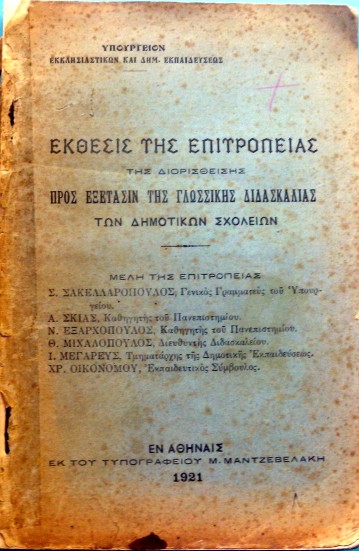 ΥΠΟΥΡΓΕΙΟΝ
ΕΚΚΛΗΣΙΑΣΤΙΚΩΝ ΚΑΙ ΔΗΜ. ΕΚΠΑΙΔΕΥΣΕΩΣ
ΕΚΘΕΣΙΣ ΤΗΣ ΕΠΙΤΡΟΠΕΙΑΣ
ΤΗΣ ΔΙΟΡΙΣΘΕΙΣΗΣ
ΠΡΟΣ ΕΞΕΤΑΣΙΝ ΤΗΣ ΓΛΩΣΣΙΚΗΣ ΔΙΔΑΣΚΑΛΙΑΣ
ΤΩΝ ΔΗΜΟΤΙΚΩΝ ΣΧΟΛΕΙΩΝ
ΜΕΛΗ ΤΗΣ ΕΠΙΤΡΟΠΕΙΑΣ
Σ. ΣΑΚΕΛΛΑΡΟΠΟΥΛΟΣ, Γενικὸς Γραμματεὺς τοῦ Ὑπουρ-
γείου.
Α. ΣΚΙΑΣ, Καθηγητὴς τοῦ Πανεπιστημίου.
Ν. ΕΞΑΡΧΟΠΟΥΛΟΣ, Καθηγητὴς τοῦ Πανεπιστημίου.
Θ. ΜΙΧΑΛΟΠΟΥΛΟΣ, Διευθυντὴς Διδασκαλείου.
Ι. ΜΕΓΑΡΕΥΣ, Τμηματάρχης τῆς Δημοτικῆς Ἐκπαιδεύσεως.
ΧΡ. ΟΙΚΟΝΟΜΟΥ, Ἐκπαιδευτικὸς Σύμβουλος.
ΕΝ ΑΘΗΝΑΙΣ
ΕΚ ΤΟΥ ΤΥΠΟΓΡΑΦΕΙΟΥ Μ. ΜΑΝΤΖΕΒΕΛΑΚΗ
1921